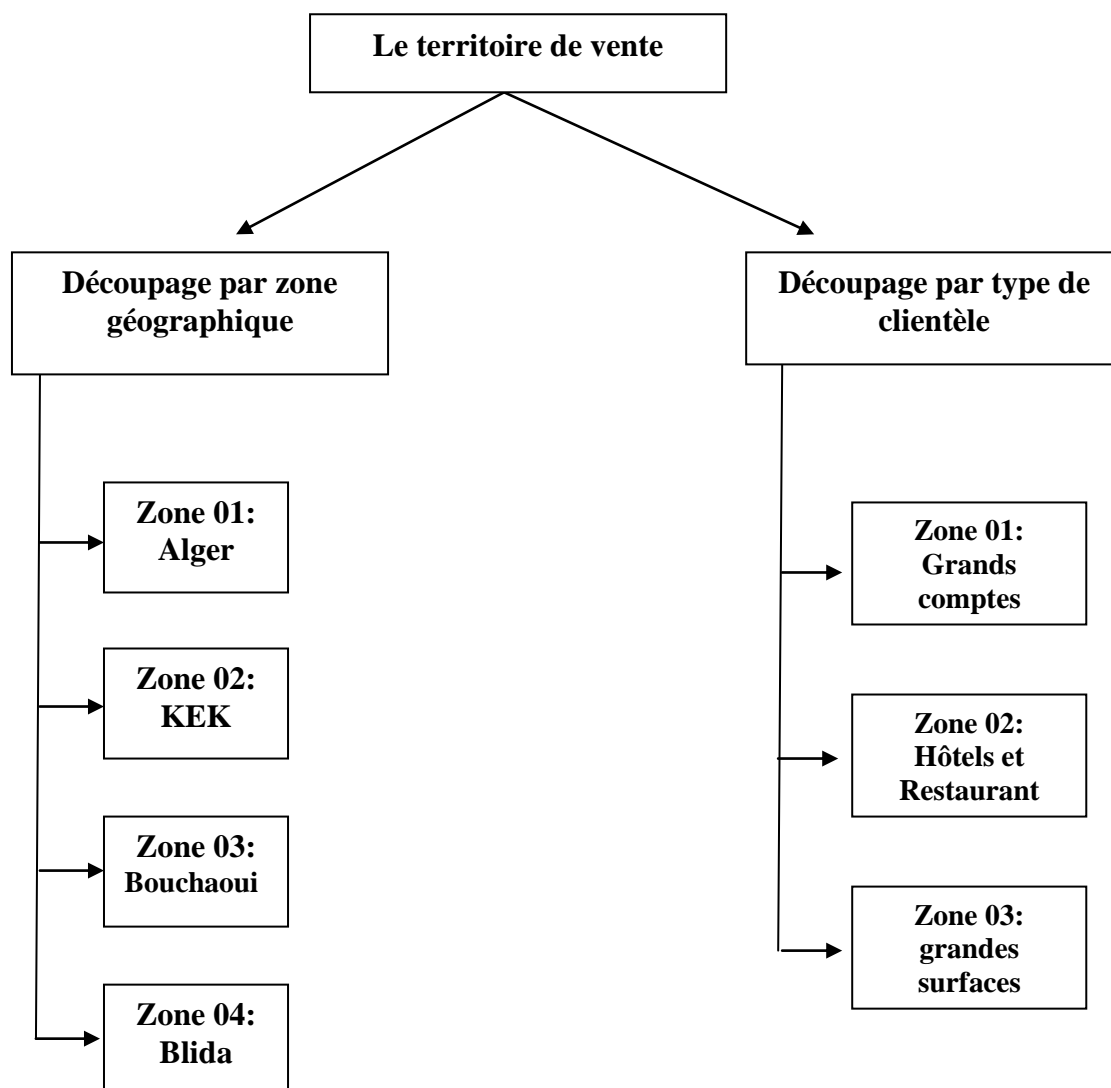 Le territoire de vente
Découpage par zone
géographique
Zone 01:
Alger
Zone 02:
KEK
Zone 03:
Bouchaoui
Zone 04:
Blida
Découpage par type de
clientèle
Zone 01:
Grands
comptes
Zone 02:
Hôtels et
Restaurant
Zone 03:
grandes
surfaces